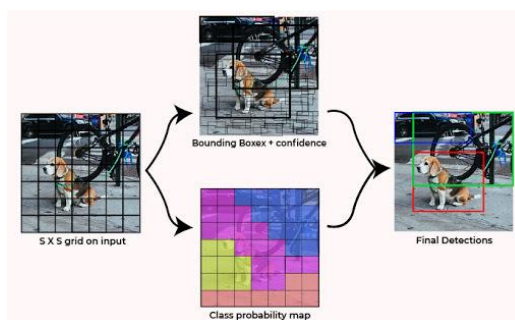 Bounding Boxex + confidence
S X S grid on input
Final Detections
Class probability map